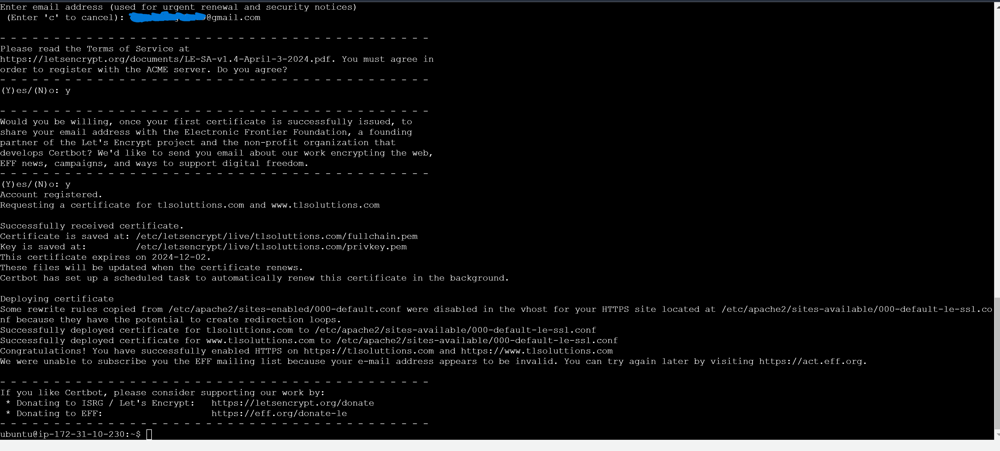 Enter email address (used for urgent renewal and security notices)
 (Enter 'c' to cancel): @gmail.com
- - - - - - - - - - - - - - - - - - - - - - - - - - - - - - - - - - - - - - - -
Please read the Terms of Service at
https://letsencrypt.org/documents/LE-SA-v1.4-April-3-2024.pdf. You must agree in
order to register with the ACME server. Do you agree?
- - - - - - - - - - - - - - - - - - - - - - - - - - - - - - - - - - - - - - - -
(Y)es/(N)o: y
- - - - - - - - - - - - - - - - - - - - - - - - - - - - - - - - - - - - - - - -
Would you be willing, once your first certificate is successfully issued, to
share your email address with the Electronic Frontier Foundation, a founding
partner of the Let's Encrypt project and the non-profit organization that
develops Certbot? We'd like to send you email about our work encrypting the web,
EFF news, campaigns, and ways to support digital freedom.
- - - - - - - - - - - - - - - - - - - - - - - - - - - - - - - - - - - - - - - -
(Y)es/(N)o: y
Account registered.
Requesting a certificate for tlsoluttions.com and www.tlsoluttions.com
Successfully received certificate.
Certificate is saved at: /etc/letsencrypt/live/tlsoluttions.com/fullchain.pem
Key is saved at:         /etc/letsencrypt/live/tlsoluttions.com/privkey.pem
This certificate expires on 2024-12-02.
These files will be updated when the certificate renews.
Certbot has set up a scheduled task to automatically renew this certificate in the background.
Deploying certificate
Some rewrite rules copied from /etc/apache2/sites-enabled/000-default.conf were disabled in the vhost for your HTTPS site located at /etc/apache2/sites-available/000-default-le-ssl.co
nf because they have the potential to create redirection loops.
Successfully deployed certificate for tlsoluttions.com to /etc/apache2/sites-available/000-default-le-ssl.conf
Successfully deployed certificate for www.tlsoluttions.com to /etc/apache2/sites-available/000-default-le-ssl.conf
Congratulations! You have successfully enabled HTTPS on https://tlsoluttions.com and https://www.tlsoluttions.com
We were unable to subscribe you the EFF mailing list because your e-mail address appears to be invalid. You can try again later by visiting https://act.eff.org.
- - - - - - - - - - - - - - - - - - - - - - - - - - - - - - - - - - - - - - - -
If you like Certbot, please consider supporting our work by:
 * Donating to ISRG / Let's Encrypt:   https://letsencrypt.org/donate
 * Donating to EFF:                    https://eff.org/donate-le
- - - - - - - - - - - - - - - - - - - - - - - - - - - - - - - - - - - - - - - -
ubuntu@ip-172-31-10-230:~$